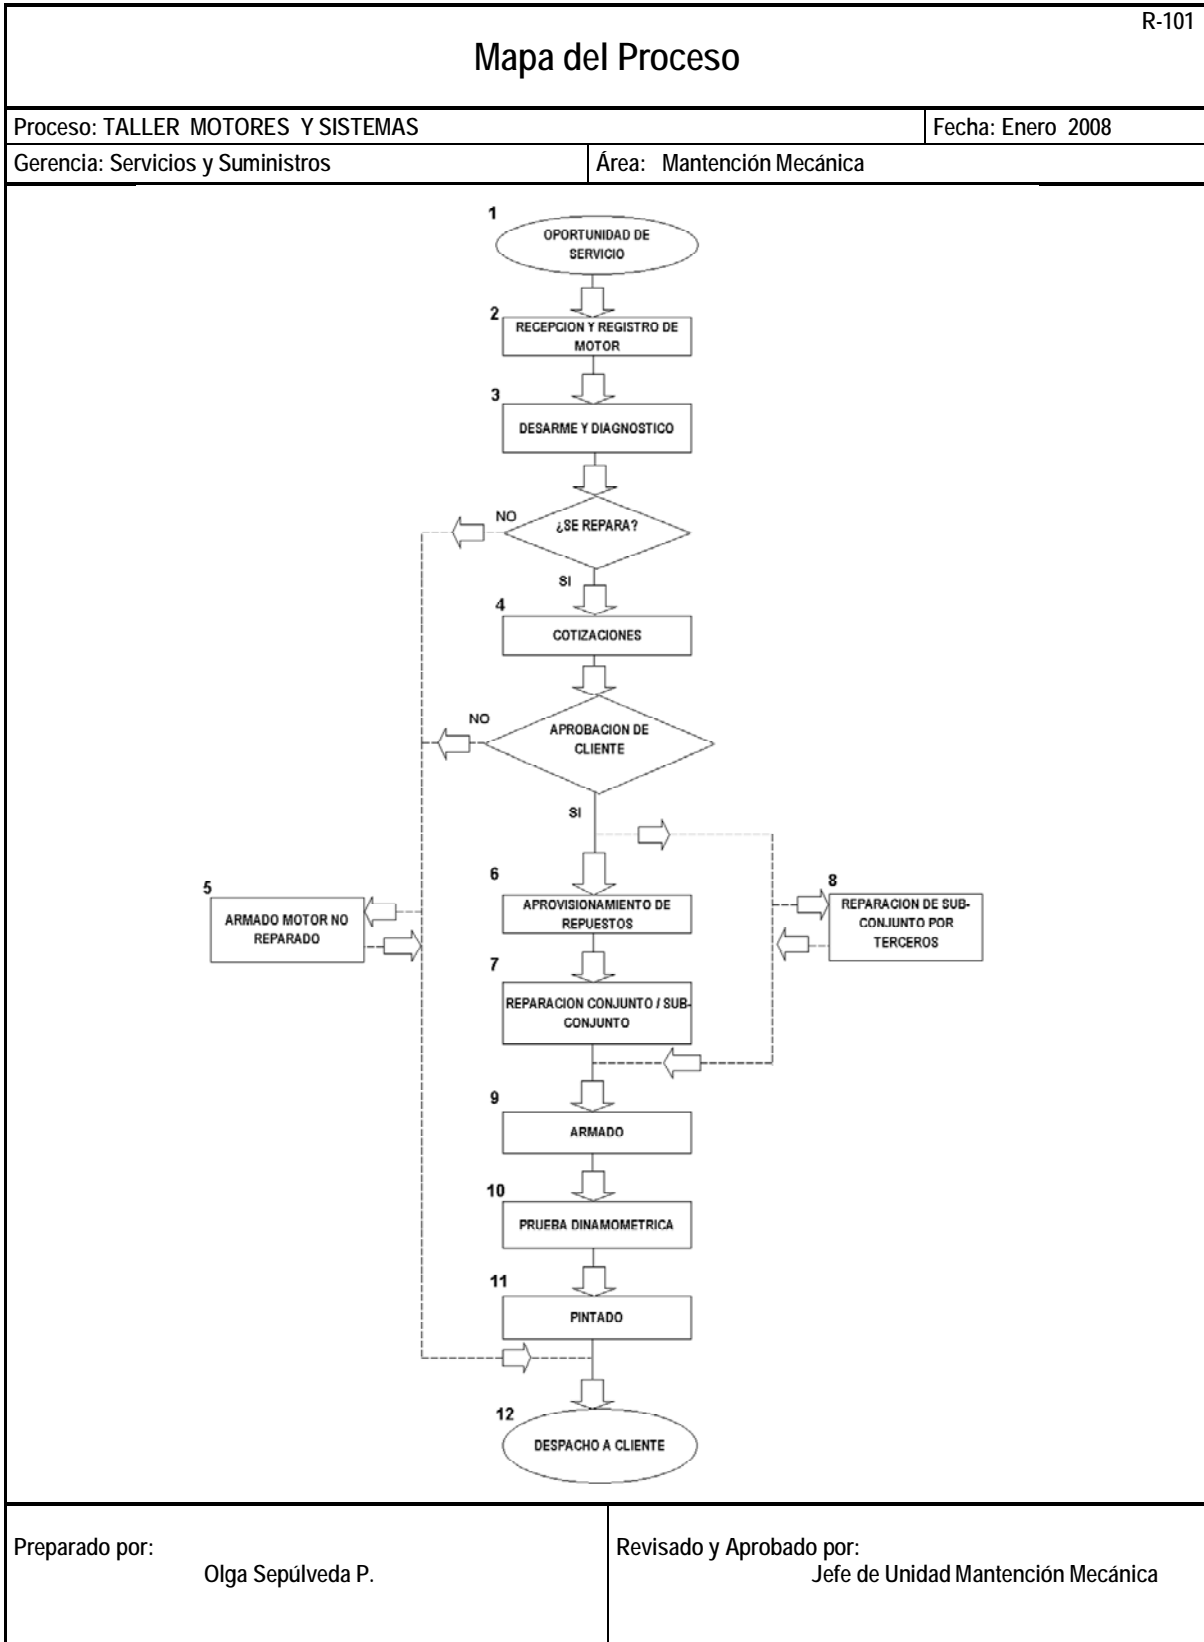 R-101
Mapa del Proceso
Proceso: TALLER MOTORES Y SISTEMAS
Fecha: Enero 2008
Gerencia: Servicios y Suministros
Área: Mantención Mecánica
1
OPORTUNIDAD DE
SERVICIO
2
RECEPCION Y REGISTRO DE
MOTOR
3
DESARME Y DIAGNOSTICO
NO
¿SE REPARA?
SI
4
COTIZACIONES
NO
APROBACION DE
CLIENTE
SI
5
ARMADO MOTOR NO
REPARADO
6
APROVISIONAMIENTO DE
REPUESTOS
8
REPARACION DE SUB-
CONJUNTO POR
TERCEROS
7
REPARACION CONJUNTO / SUB-
CONJUNTO
9
ARMADO
10
PRUEBA DINAMOMETRICA
11
PINTADO
12
DESPACHO A CLIENTE
Preparado por:
Olga Sepúlveda P.
Revisado y Aprobado por:
Jefe de Unidad Mantención Mecánica